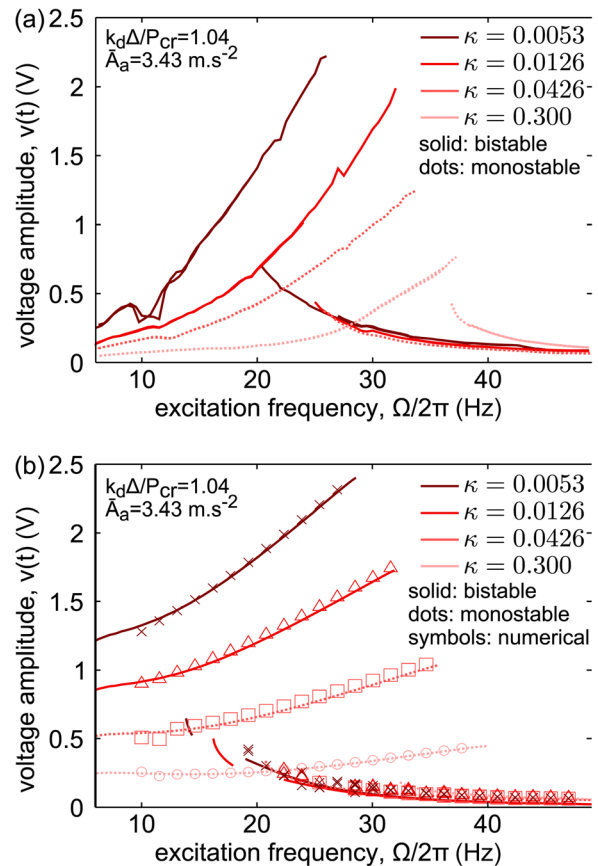 (a)
k_dΔ/P_cr=1.04
Ā_a=3.43 m.s⁻²
κ = 0.0053
κ = 0.0126
κ = 0.0426
κ = 0.300
solid: bistable
dots: monostable
voltage amplitude, v(t) (V)
2.5
2
1.5
1
0.5
0
10 20 30 40
excitation frequency, Ω/2π (Hz)
(b)
k_dΔ/P_cr=1.04
Ā_a=3.43 m.s⁻²
κ = 0.0053
κ = 0.0126
κ = 0.0426
κ = 0.300
solid: bistable
dots: monostable
symbols: numerical
voltage amplitude, v(t) (V)
2.5
2
1.5
1
0.5
0
10 20 30 40
excitation frequency, Ω/2π (Hz)